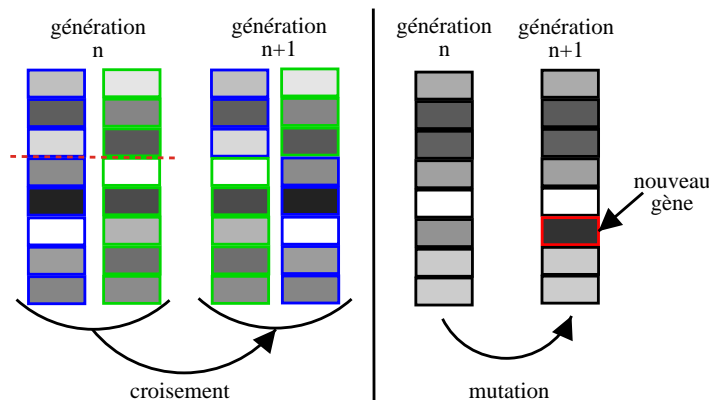 génération
n
génération
n+1
génération
n
génération
n+1
nouveau
gène
croisement
mutation